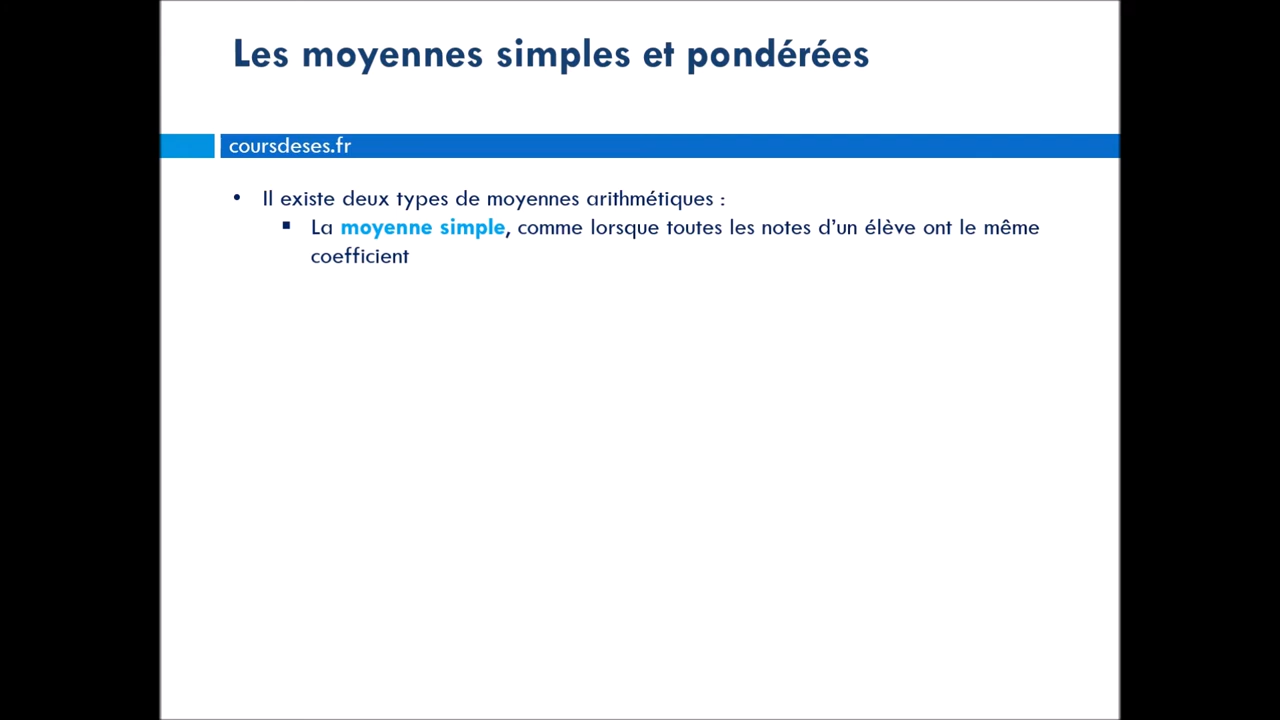 Les moyennes simples et pondérées
coursdeses.fr
• Il existe deux types de moyennes arithmétiques :
▪ La moyenne simple, comme lorsque toutes les notes d’un élève ont le même
coefficient